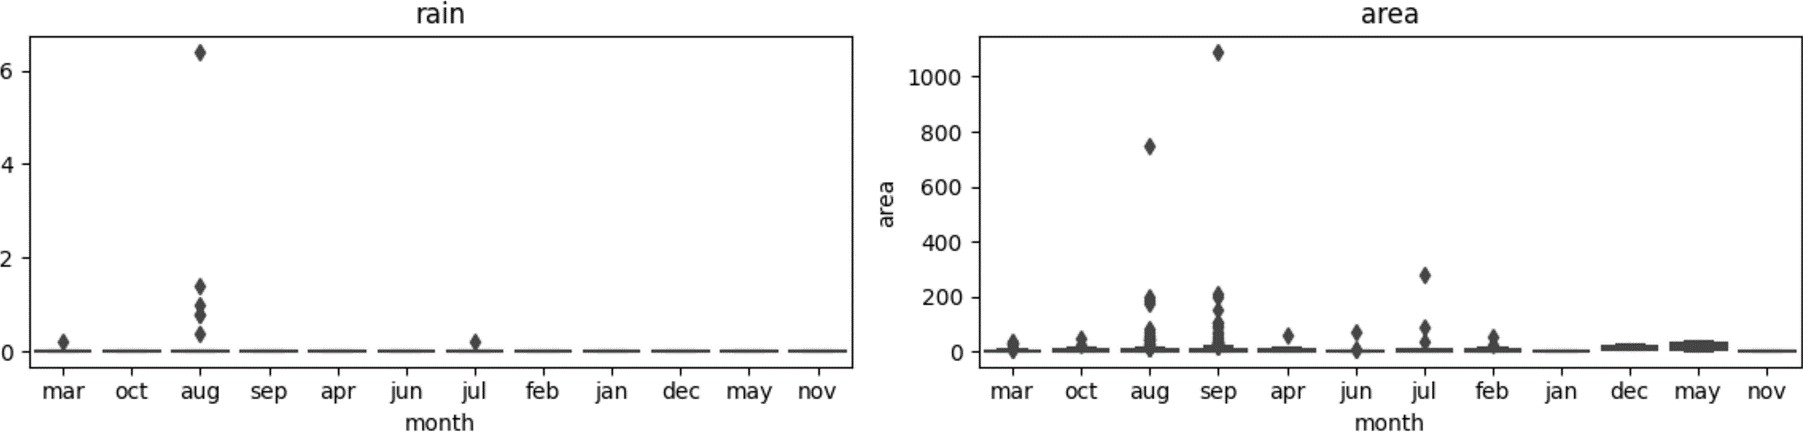 rain
6
4
2
0
mar oct aug sep apr jun jul feb jan dec may nov
month
area
area
1000
800
600
400
200
0
mar oct aug sep apr jun jul feb jan dec may nov
month